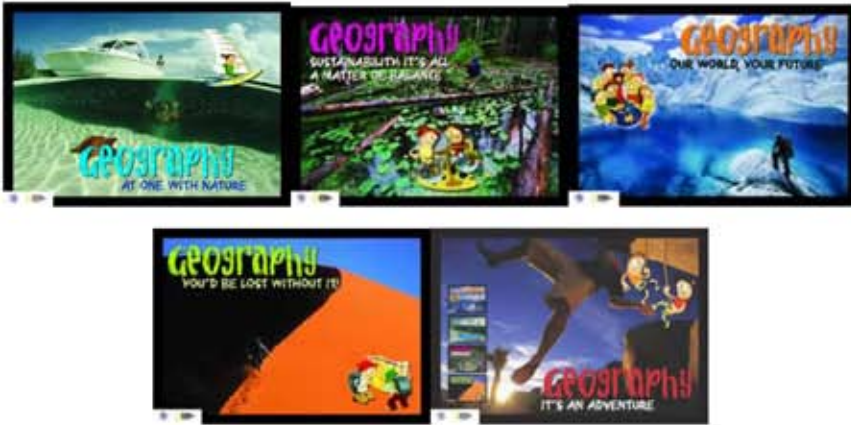 Geography
AT ONE WITH NATURE
Geography
SUSTAINABILITY IT'S ALL
A MATTER OF BALANCE
Geography
OUR WORLD, YOUR FUTURE
Geography
YOU'D BE LOST WITHOUT IT!
Geography
IT'S AN ADVENTURE